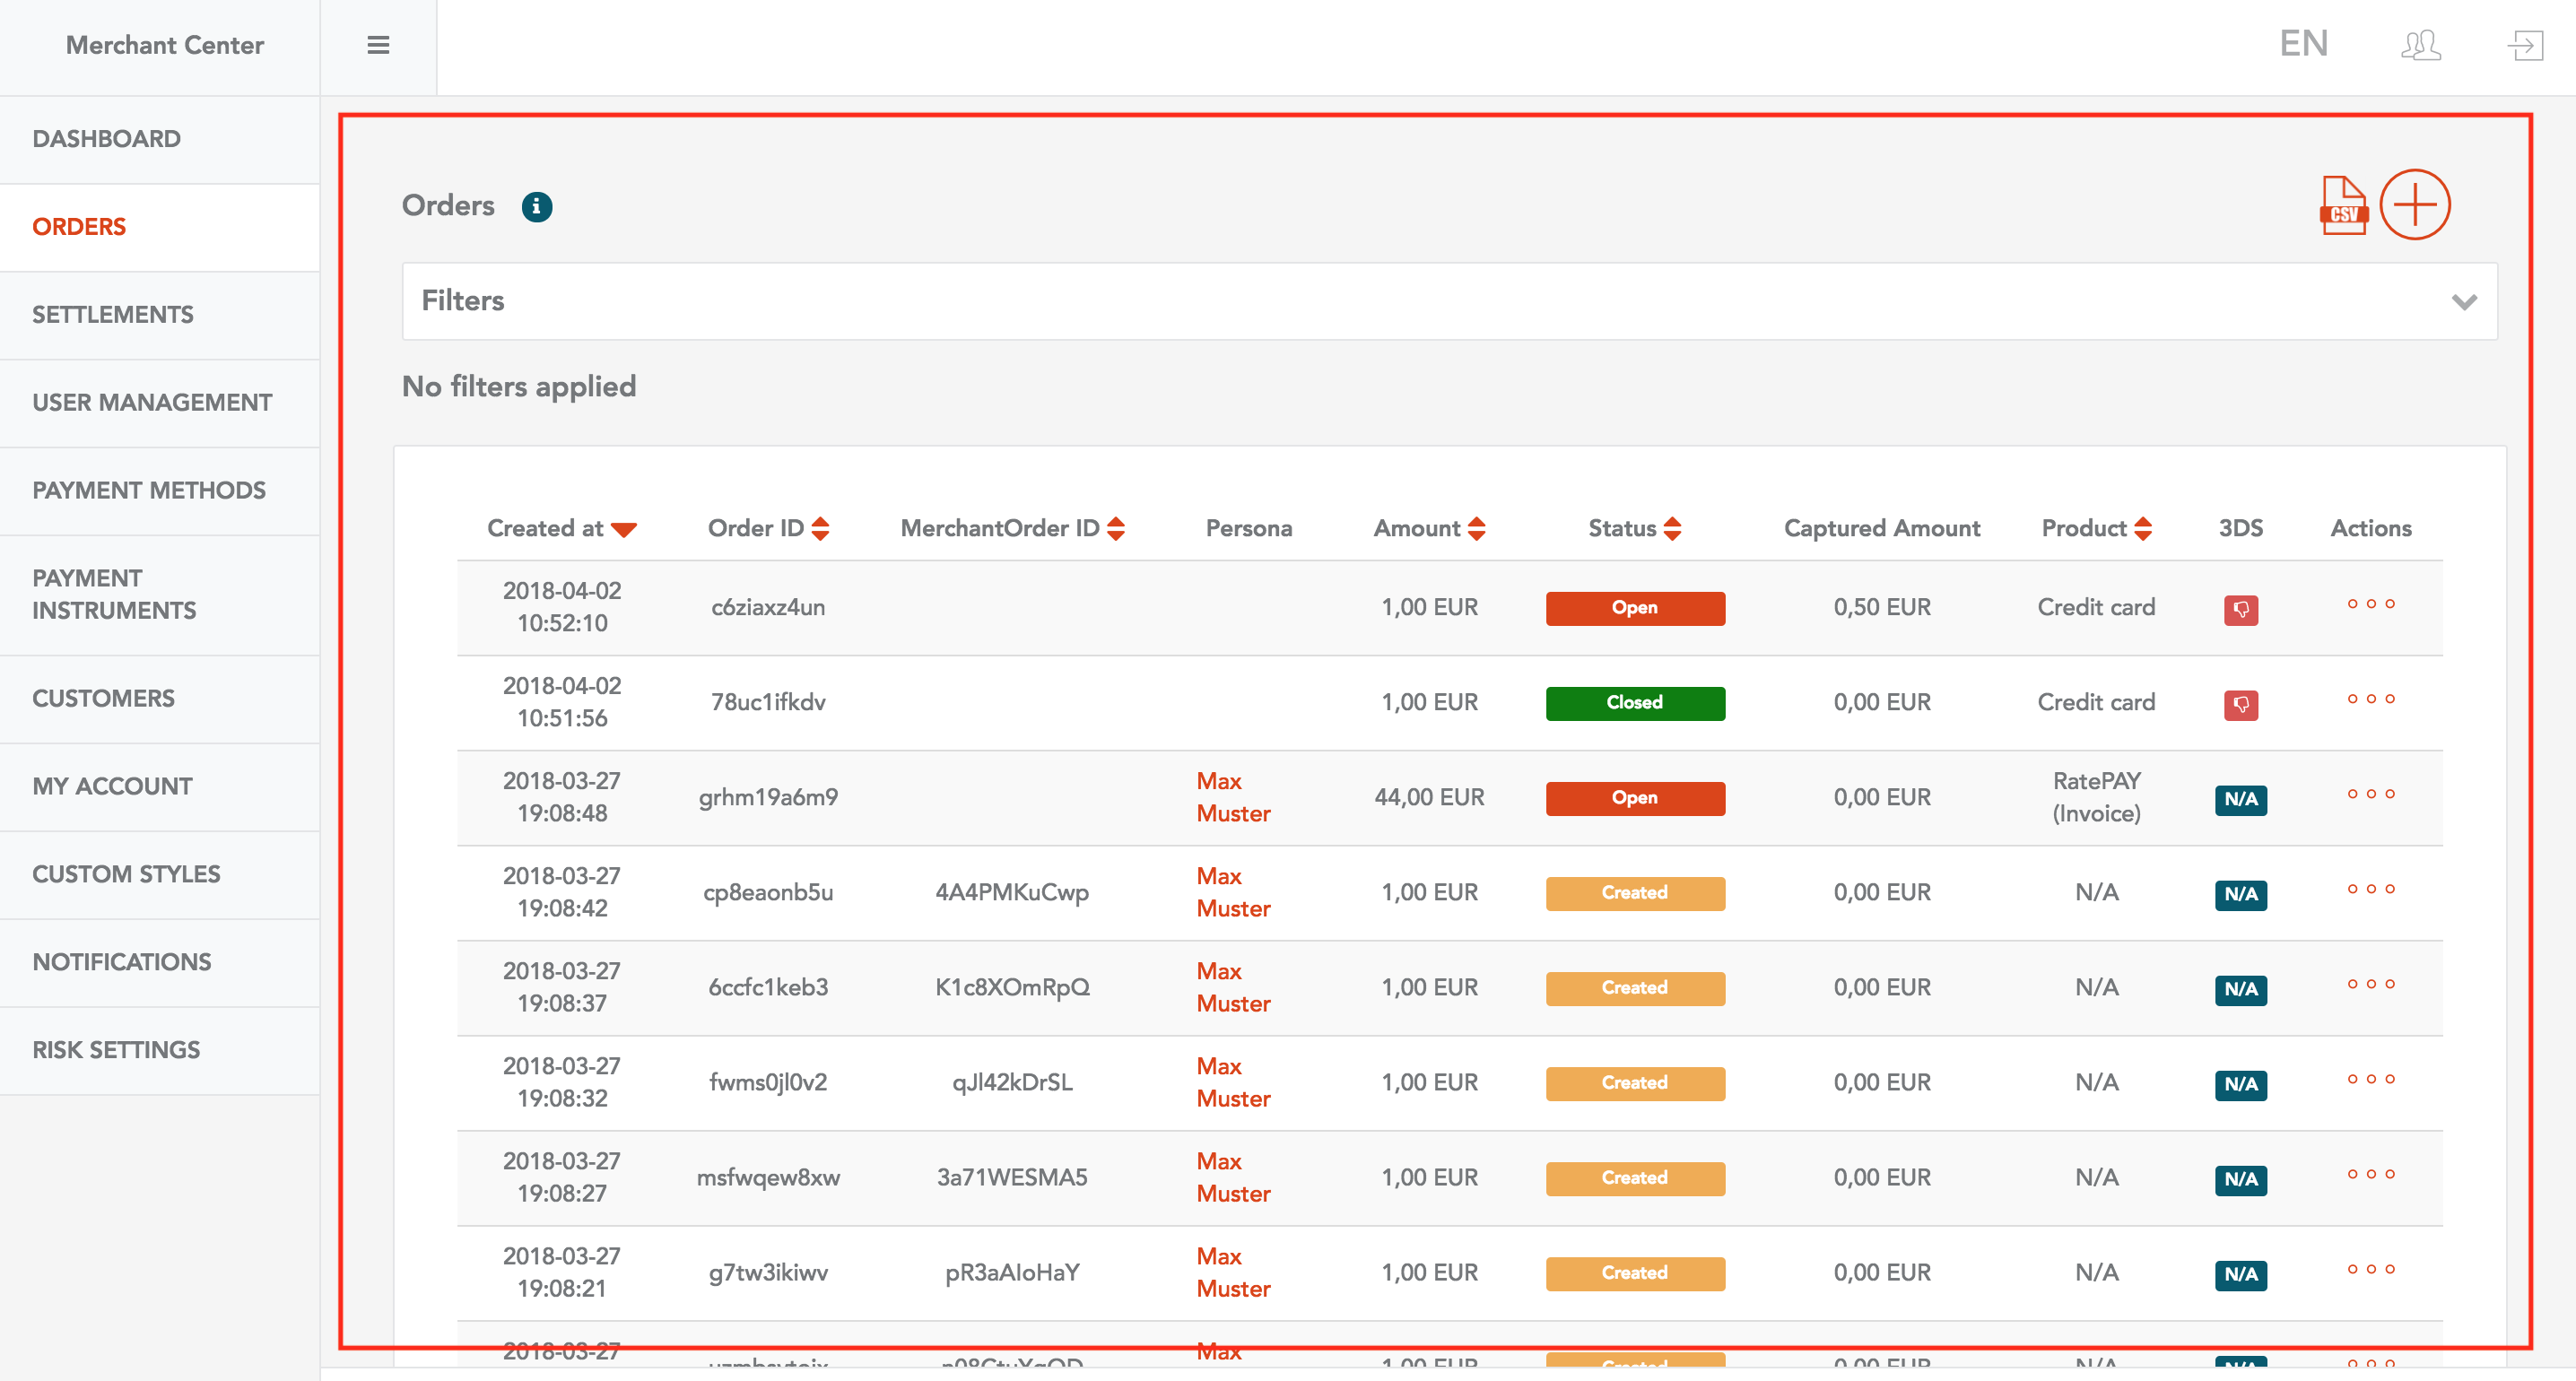 Merchant Center
EN
DASHBOARD
ORDERS
SETTLEMENTS
USER MANAGEMENT
PAYMENT METHODS
PAYMENT
INSTRUMENTS
CUSTOMERS
MY ACCOUNT
CUSTOM STYLES
NOTIFICATIONS
RISK SETTINGS
Orders
CSV
Filters
No filters applied
Created at Order ID MerchantOrder ID Persona Amount Status Captured Amount Product 3DS Actions
2018-04-02
10:52:10 c6ziaxz4un 1,00 EUR Open 0,50 EUR Credit card
2018-04-02
10:51:56 78uc1ifkdv 1,00 EUR Closed 0,00 EUR Credit card
2018-03-27 Max RatePAY
19:08:48 grhm19a6m9 Muster 44,00 EUR Open 0,00 EUR (Invoice) N/A
2018-03-27 Max
19:08:42 cp8eaonb5u 4A4PMKuCwp Muster 1,00 EUR Created 0,00 EUR N/A N/A
2018-03-27 Max
19:08:37 6ccfc1keb3 K1c8XOmRpQ Muster 1,00 EUR Created 0,00 EUR N/A N/A
2018-03-27 Max
19:08:32 fwms0jl0v2 qJl42kDrSL Muster 1,00 EUR Created 0,00 EUR N/A N/A
2018-03-27 Max
19:08:27 msfwqew8xw 3a71WESMA5 Muster 1,00 EUR Created 0,00 EUR N/A N/A
2018-03-27 Max
19:08:21 g7tw3ikiwv pR3aAIoHaY Muster 1,00 EUR Created 0,00 EUR N/A N/A
2018-03-27 Max
1,00 EUR Created 0,00 EUR N/A N/A